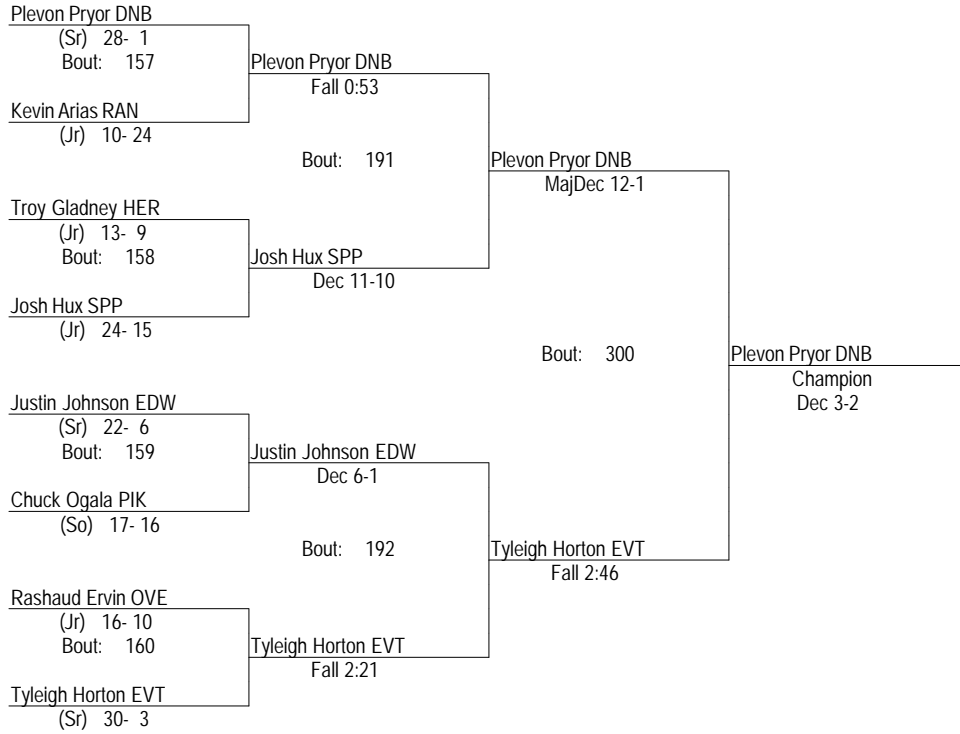 Plevon Pryor DNB
(Sr) 28- 1
Bout: 157
Plevon Pryor DNB
Fall 0:53
Kevin Arias RAN
(Jr) 10- 24
Bout: 191
Plevon Pryor DNB
MajDec 12-1
Troy Gladney HER
(Jr) 13- 9
Bout: 158
Josh Hux SPP
Dec 11-10
Josh Hux SPP
(Jr) 24- 15
Bout: 300
Plevon Pryor DNB
Champion
Dec 3-2
Justin Johnson EDW
(Sr) 22- 6
Bout: 159
Justin Johnson EDW
Dec 6-1
Chuck Ogala PIK
(So) 17- 16
Bout: 192
Tyleigh Horton EVT
Fall 2:46
Rashaud Ervin OVE
(Jr) 16- 10
Bout: 160
Tyleigh Horton EVT
Fall 2:21
Tyleigh Horton EVT
(Sr) 30- 3